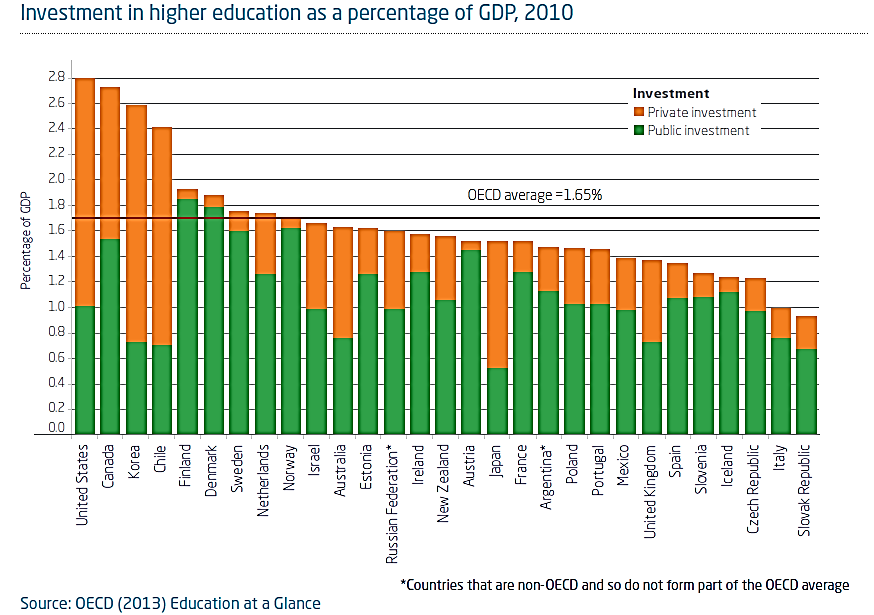 Investment in higher education as a percentage of GDP, 2010
Investment
Private investment
Public investment
OECD average =1.65%
Percentage of GDP
2.8
2.6
2.4
2.2
2.0
1.8
1.6
1.4
1.2
1.0
0.8
0.6
0.4
0.2
0.0
United States
Canada
Korea
Chile
Finland
Denmark
Sweden
Netherlands
Norway
Israel
Australia
Estonia
Russian Federation*
Ireland
New Zealand
Austria
Japan
France
Argentina*
Poland
Portugal
Mexico
United Kingdom
Spain
Slovenia
Iceland
Czech Republic
Italy
Slovak Republic
*Countries that are non-OECD and so do not form part of the OECD average
Source: OECD (2013) Education at a Glance